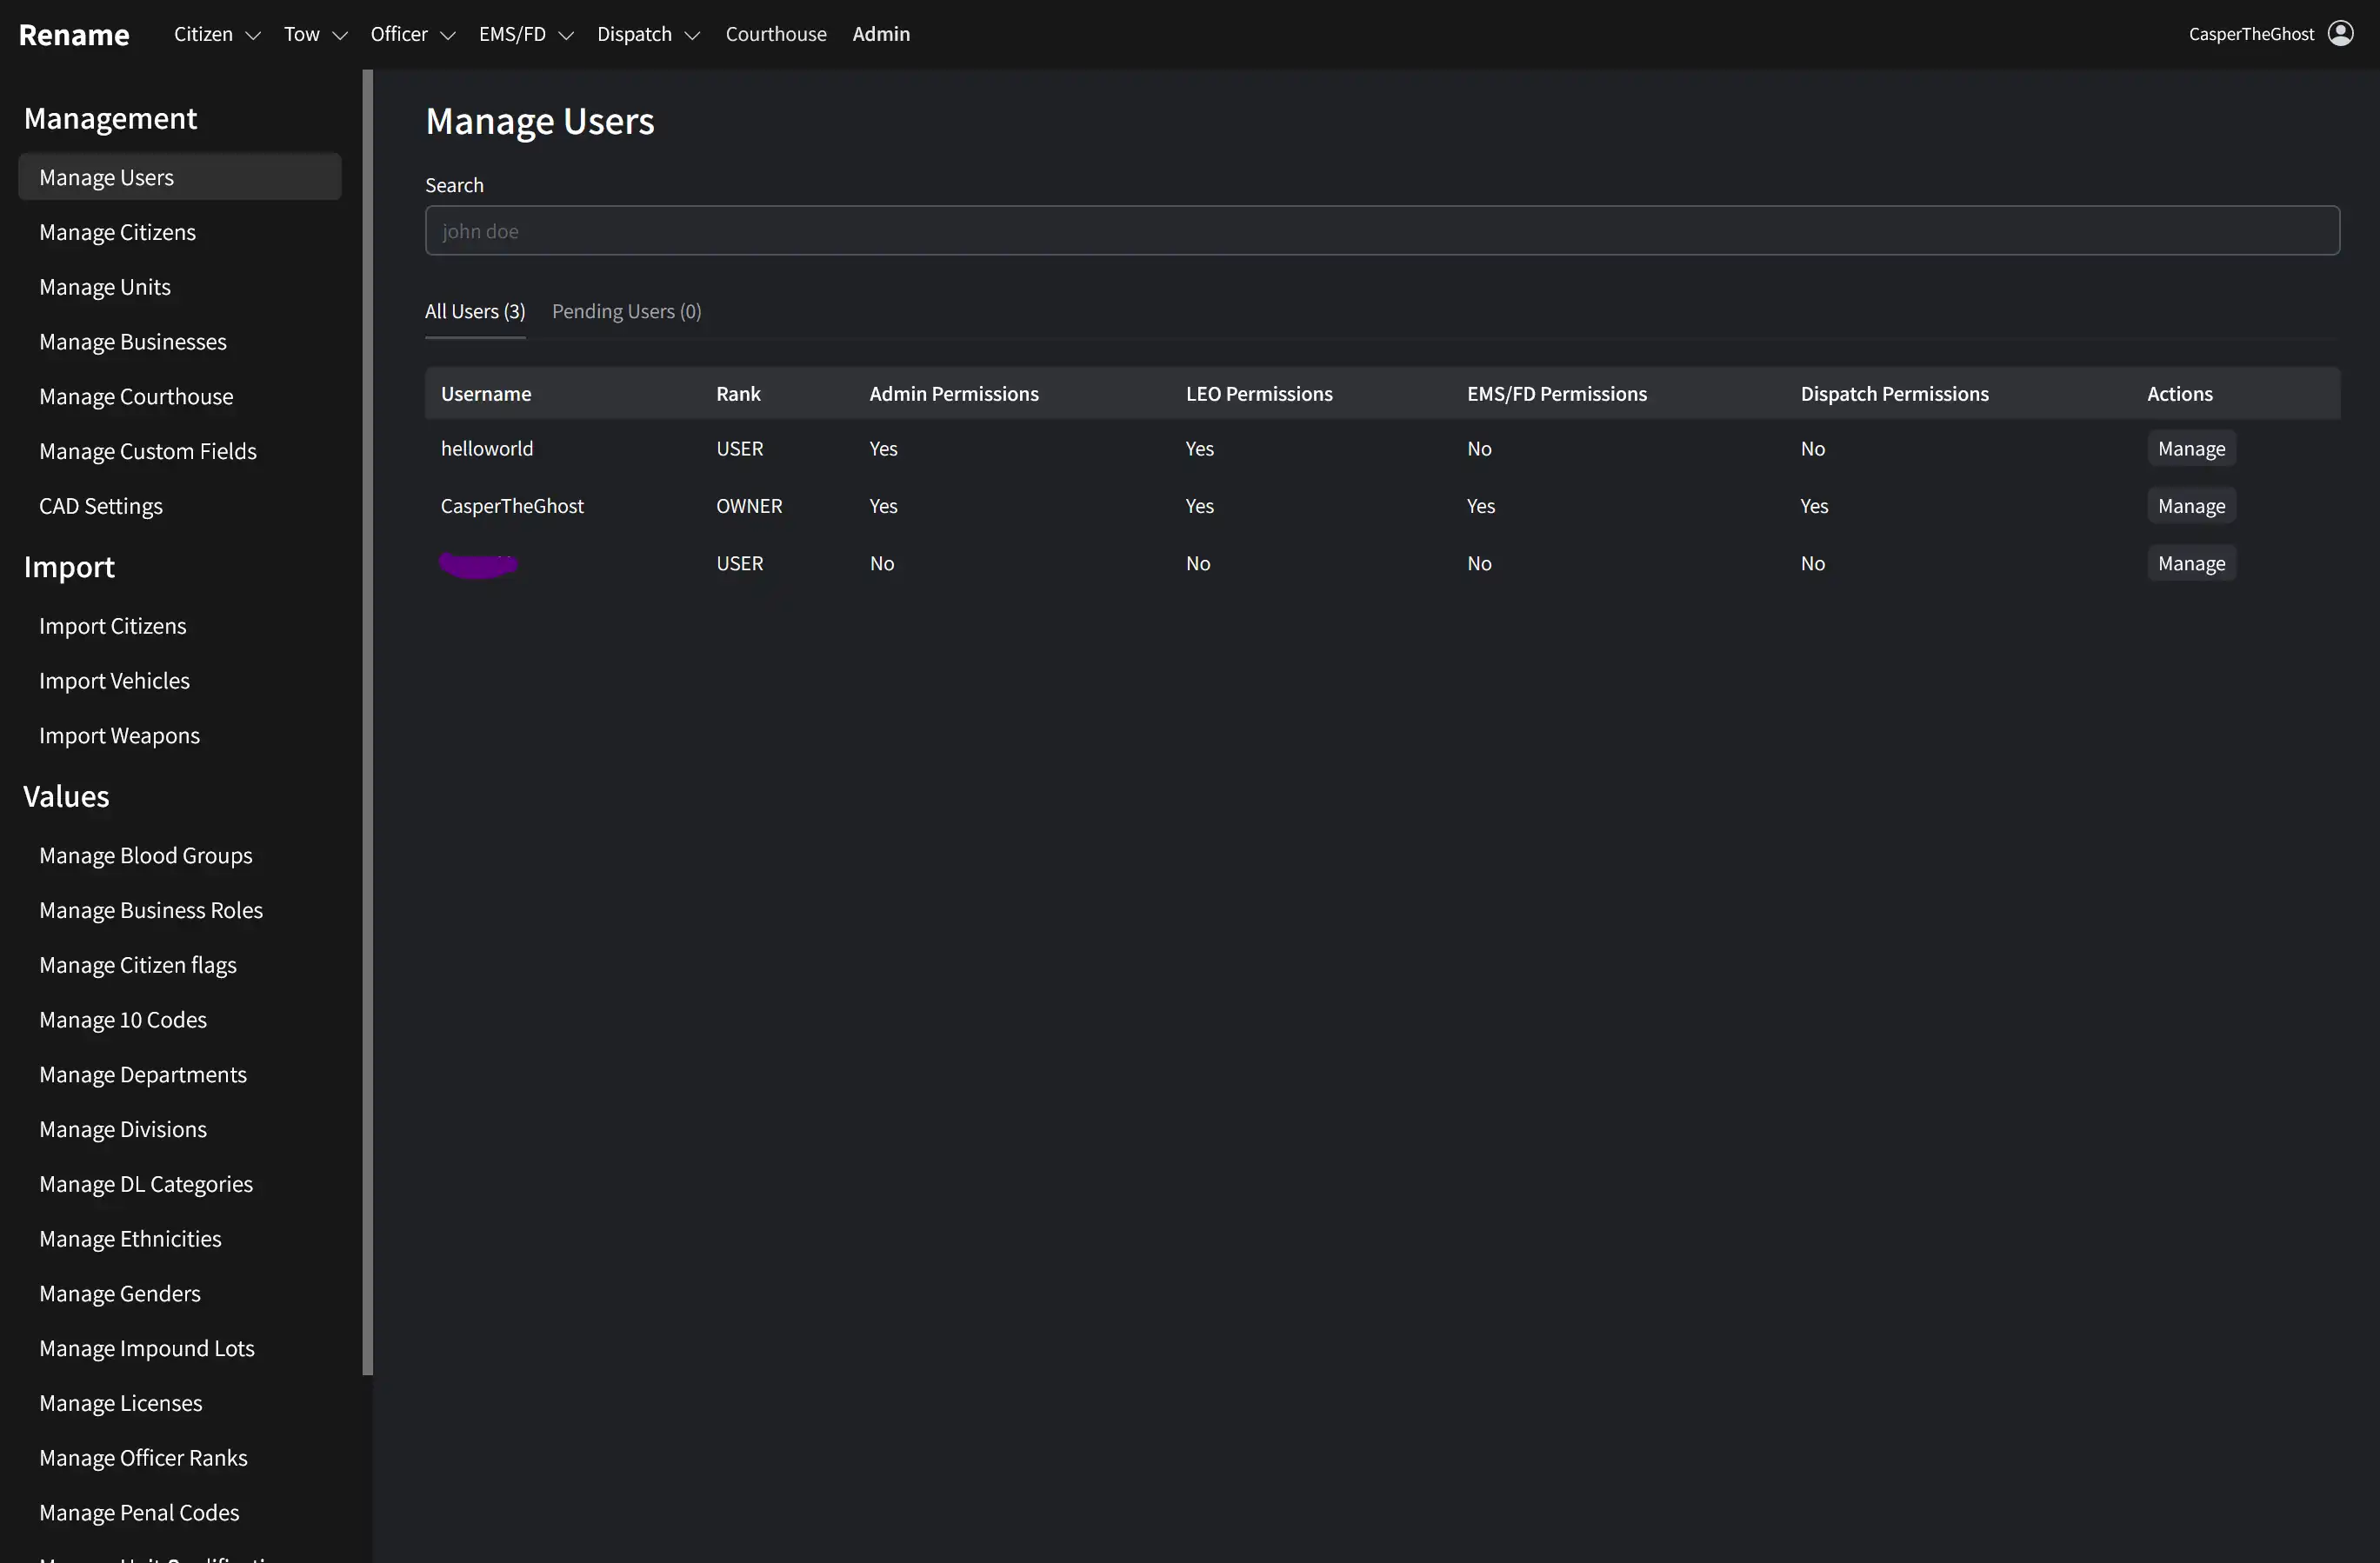 Rename Citizen Tow Officer EMS/FD Dispatch Courthouse Admin CasperTheGhost
Management
Manage Users
Manage Citizens
Manage Units
Manage Businesses
Manage Courthouse
Manage Custom Fields
CAD Settings
Import
Import Citizens
Import Vehicles
Import Weapons
Values
Manage Blood Groups
Manage Business Roles
Manage Citizen flags
Manage 10 Codes
Manage Departments
Manage Divisions
Manage DL Categories
Manage Ethnicities
Manage Genders
Manage Impound Lots
Manage Licenses
Manage Officer Ranks
Manage Penal Codes
Manage Users
Search
john doe
All Users (3) Pending Users (0)
Username Rank Admin Permissions LEO Permissions EMS/FD Permissions Dispatch Permissions Actions
helloworld USER Yes Yes No No Manage
CasperTheGhost OWNER Yes Yes Yes Yes Manage
USER No No No No Manage